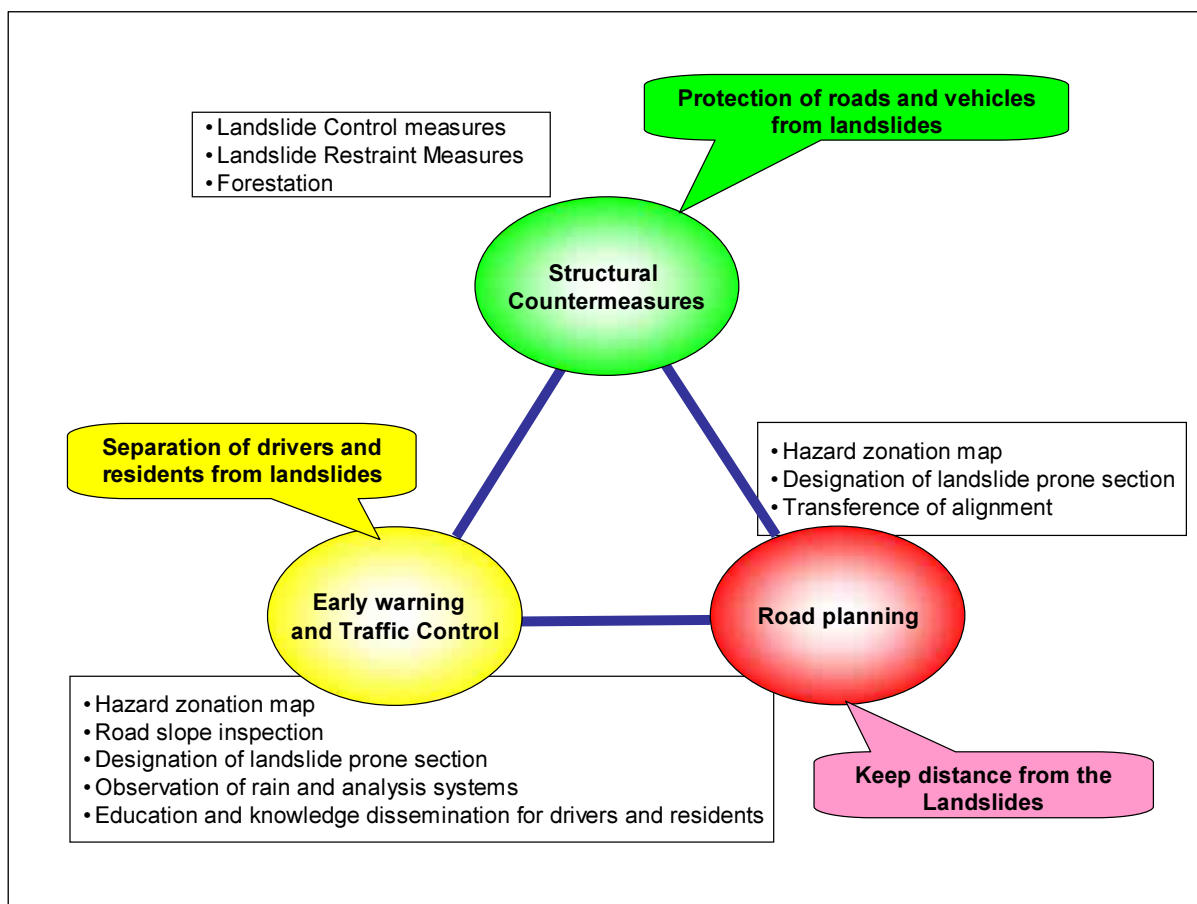 Protection of roads and vehicles
from landslides
• Landslide Control measures
• Landslide Restraint Measures
• Forestation
Structural
Countermeasures
Separation of drivers and
residents from landslides
• Hazard zonation map
• Designation of landslide prone section
• Transference of alignment
Early warning
and Traffic Control
Road planning
• Hazard zonation map
• Road slope inspection
• Designation of landslide prone section
• Observation of rain and analysis systems
• Education and knowledge dissemination for drivers and residents
Keep distance from the
Landslides